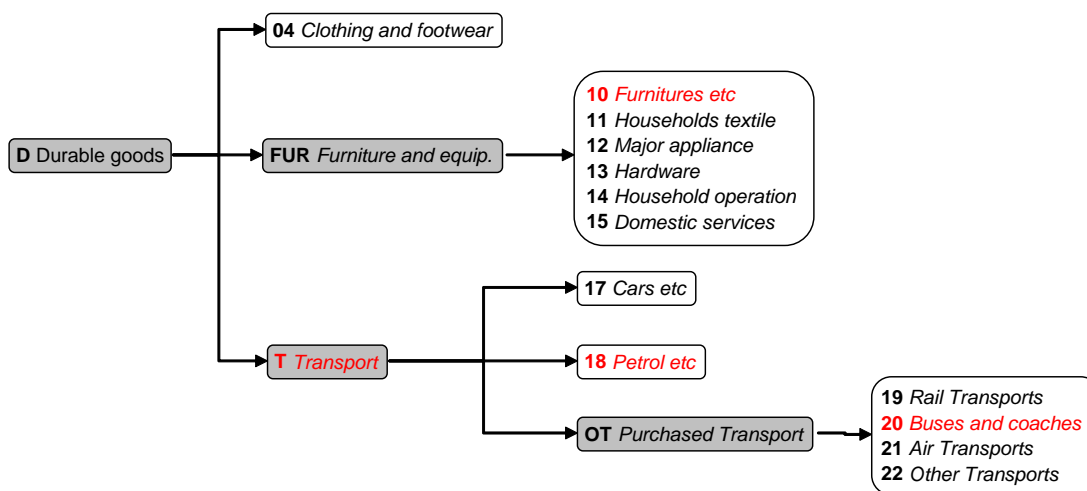 04 Clothing and footwear
D Durable goods
FUR Furniture and equip.
10 Furnitures etc
11 Households textile
12 Major appliance
13 Hardware
14 Household operation
15 Domestic services
T Transport
17 Cars etc
18 Petrol etc
OT Purchased Transport
19 Rail Transports
20 Buses and coaches
21 Air Transports
22 Other Transports